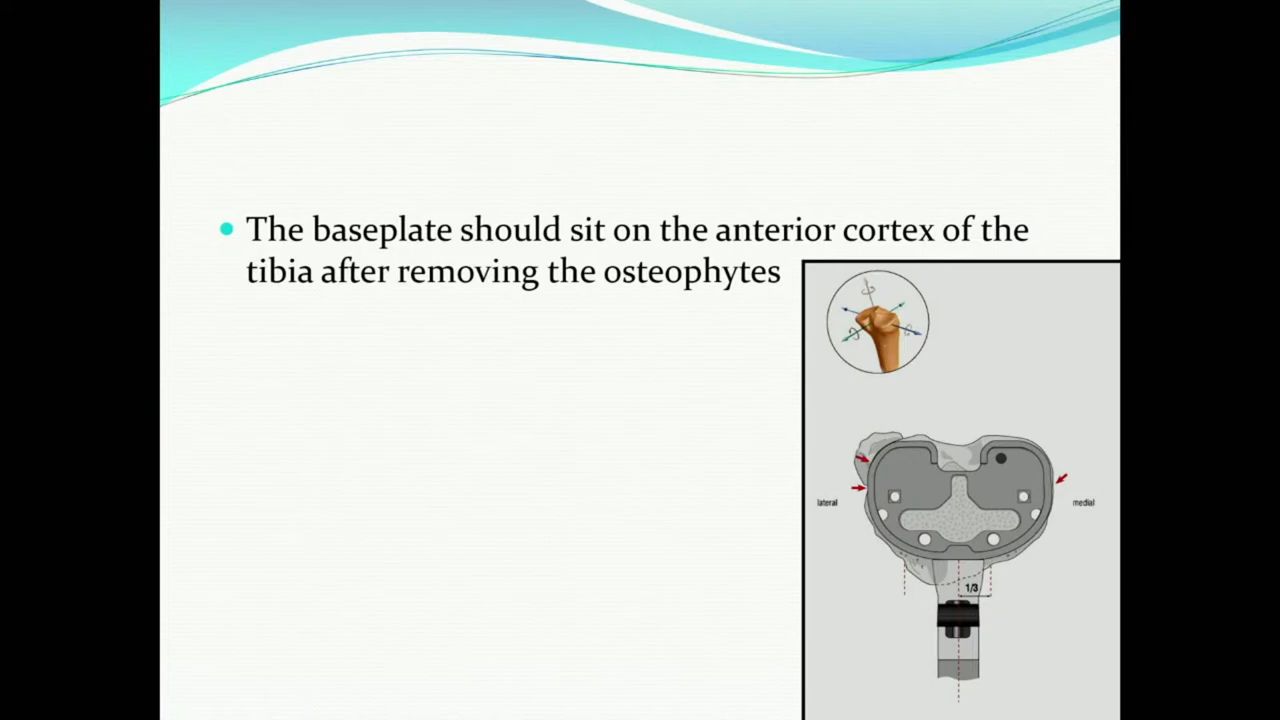 The baseplate should sit on the anterior cortex of the
tibia after removing the osteophytes
lateral
medial
1/3